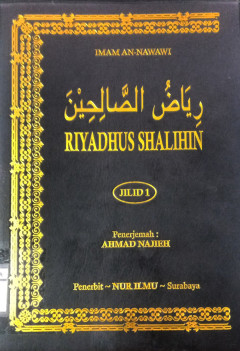 IMAM AN-NAWAWI
رِيَاضُ الصَّالِحِيْنَ
RIYADHUS SHALIHIN
JILID 1
Penerjemah :
AHMAD NAJIEH
Penerbit ~ NUR ILMU ~ Surabaya